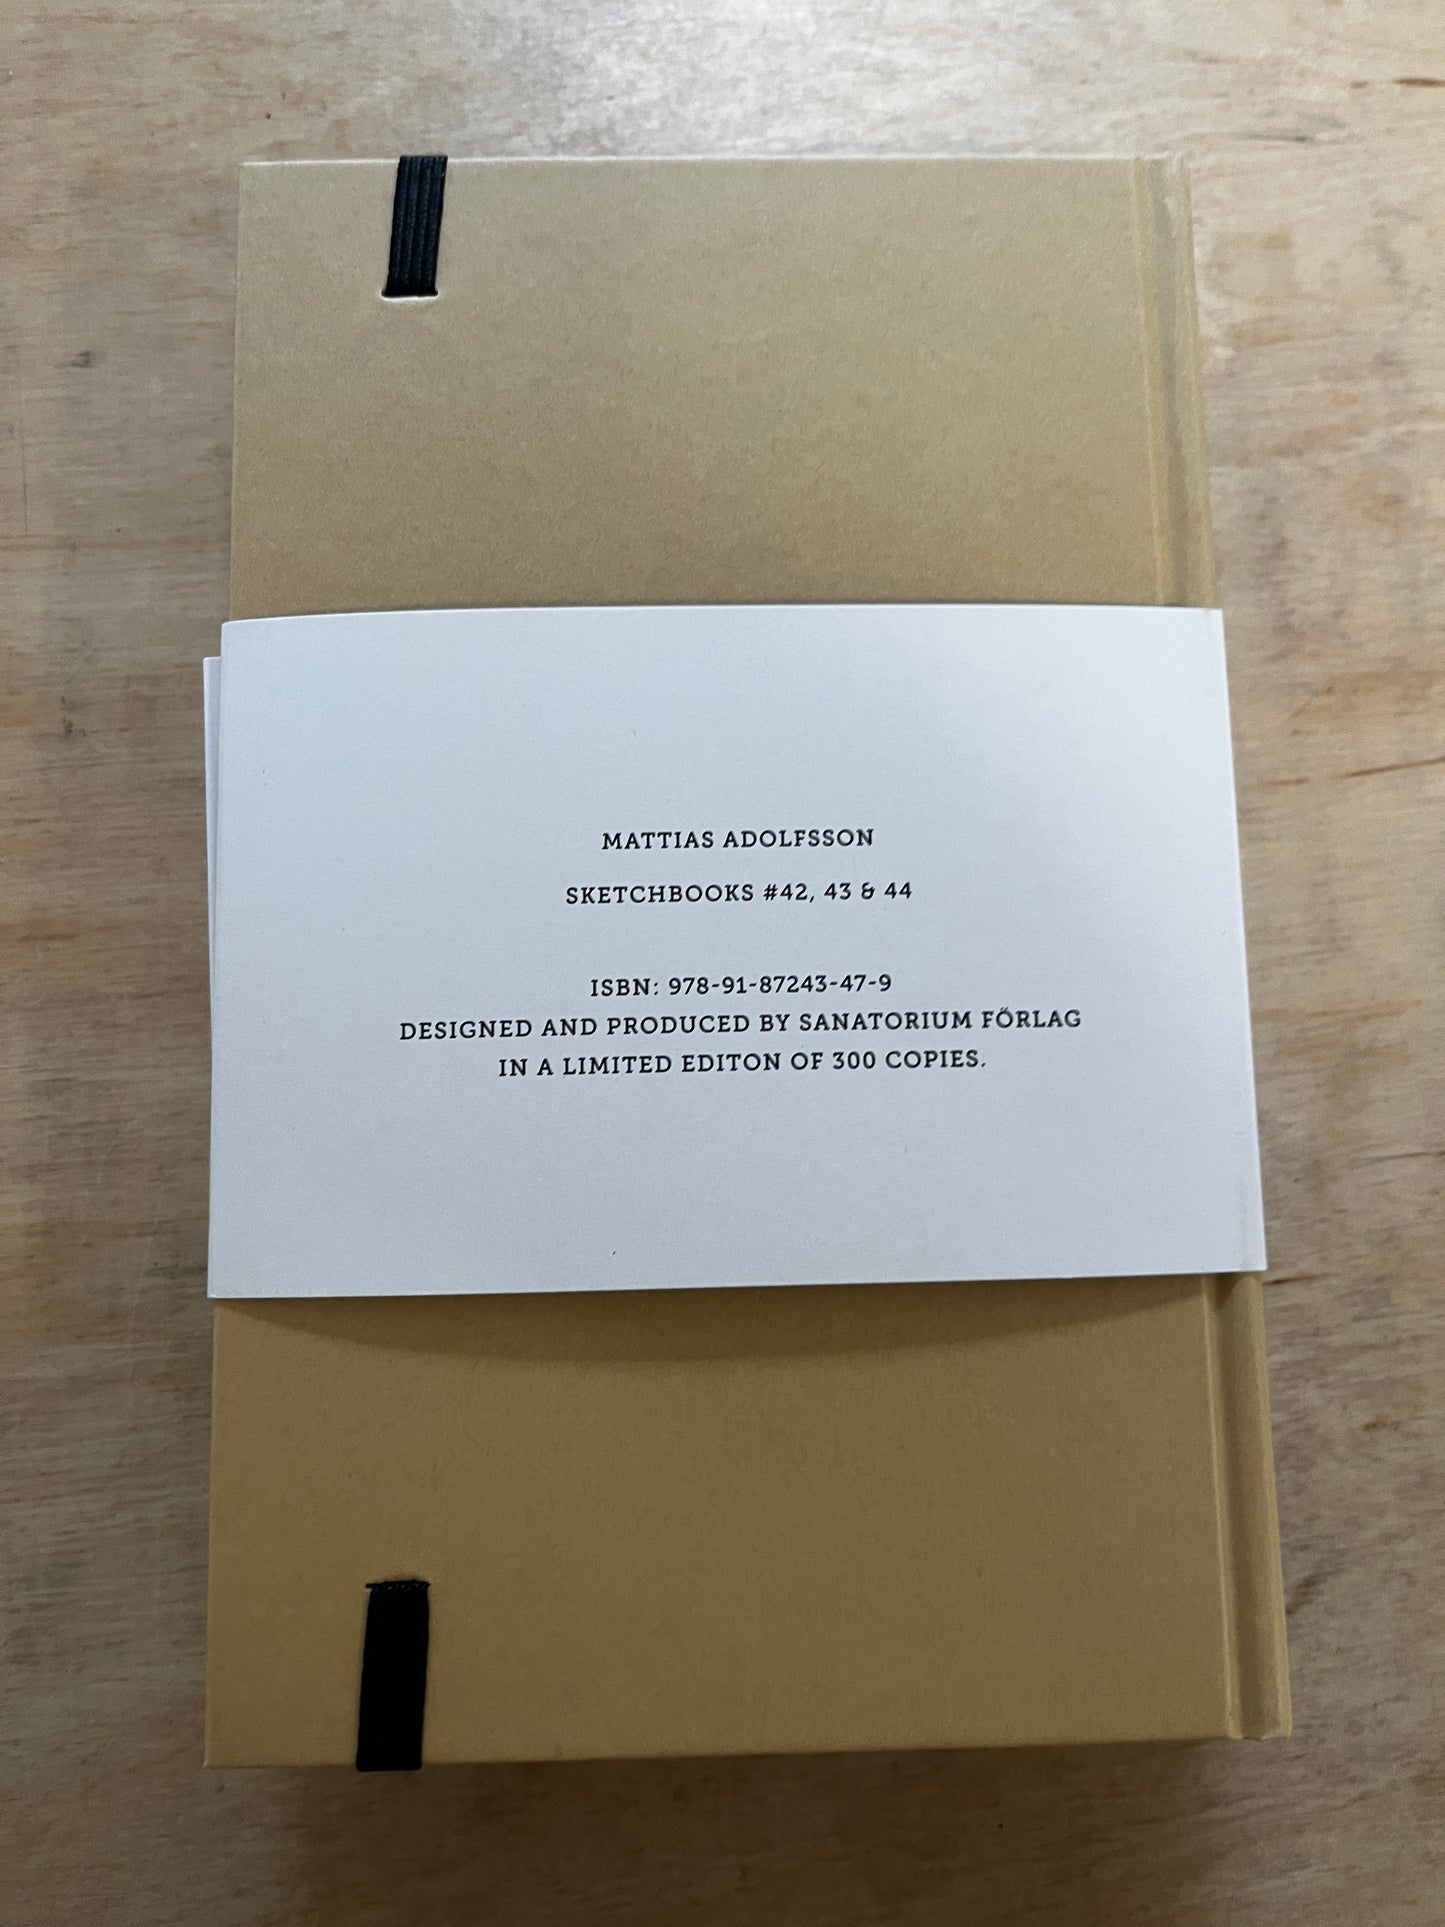 MATTIAS ADOLFSSON
SKETCHBOOKS #42, 43 & 44
ISBN: 978-91-87243-47-9
DESIGNED AND PRODUCED BY SANATORIUM FÖRLAG
IN A LIMITED EDITON OF 300 COPIES.